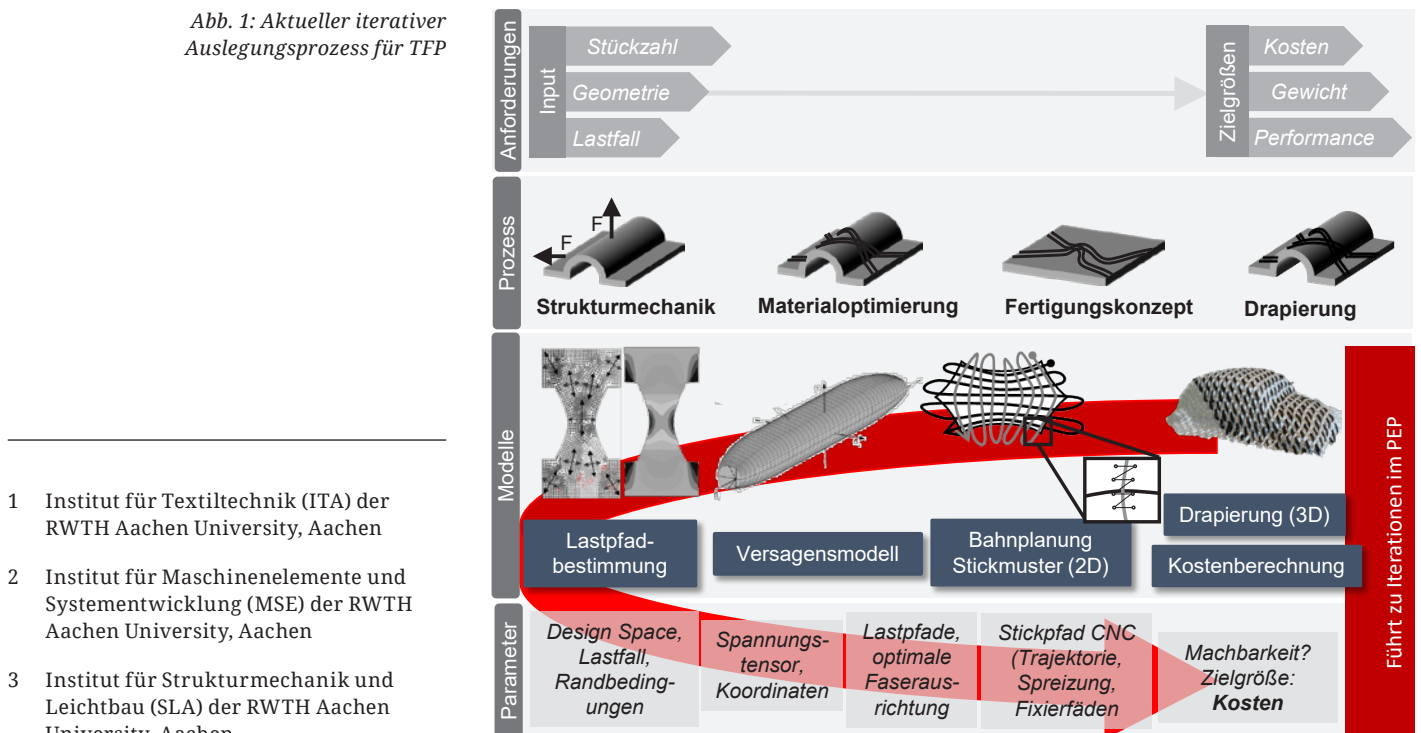 Abb. 1: Aktueller iterativer
Auslegungsprozess für TFP
1 Institut für Textiltechnik (ITA) der
RWTH Aachen University, Aachen
2 Institut für Maschinenelemente und
Systementwicklung (MSE) der RWTH
Aachen University, Aachen
3 Institut für Strukturmechanik und
Leichtbau (SLA) der RWTH Aachen
University, Aachen
Anforderungen
Input
Stückzahl
Geometrie
Lastfall
Zielgrößen
Kosten
Gewicht
Performance
Prozess
F
F
Strukturmechanik
Materialoptimierung
Fertigungskonzept
Drapierung
Modelle
Lastpfad-
bestimmung
Versagensmodell
Bahnplanung
Stickmuster (2D)
Drapierung (3D)
Kostenberechnung
Parameter
Design Space,
Lastfall,
Randbeding-
ungen
Spannungs-
tensor,
Koordinaten
Lastpfade,
optimale
Faseraus-
richtung
Stickpfad CNC
(Trajektorie,
Spreizung,
Fixierfäden
Machbarkeit?
Zielgröße:
Kosten
Führt zu Iterationen im PEP